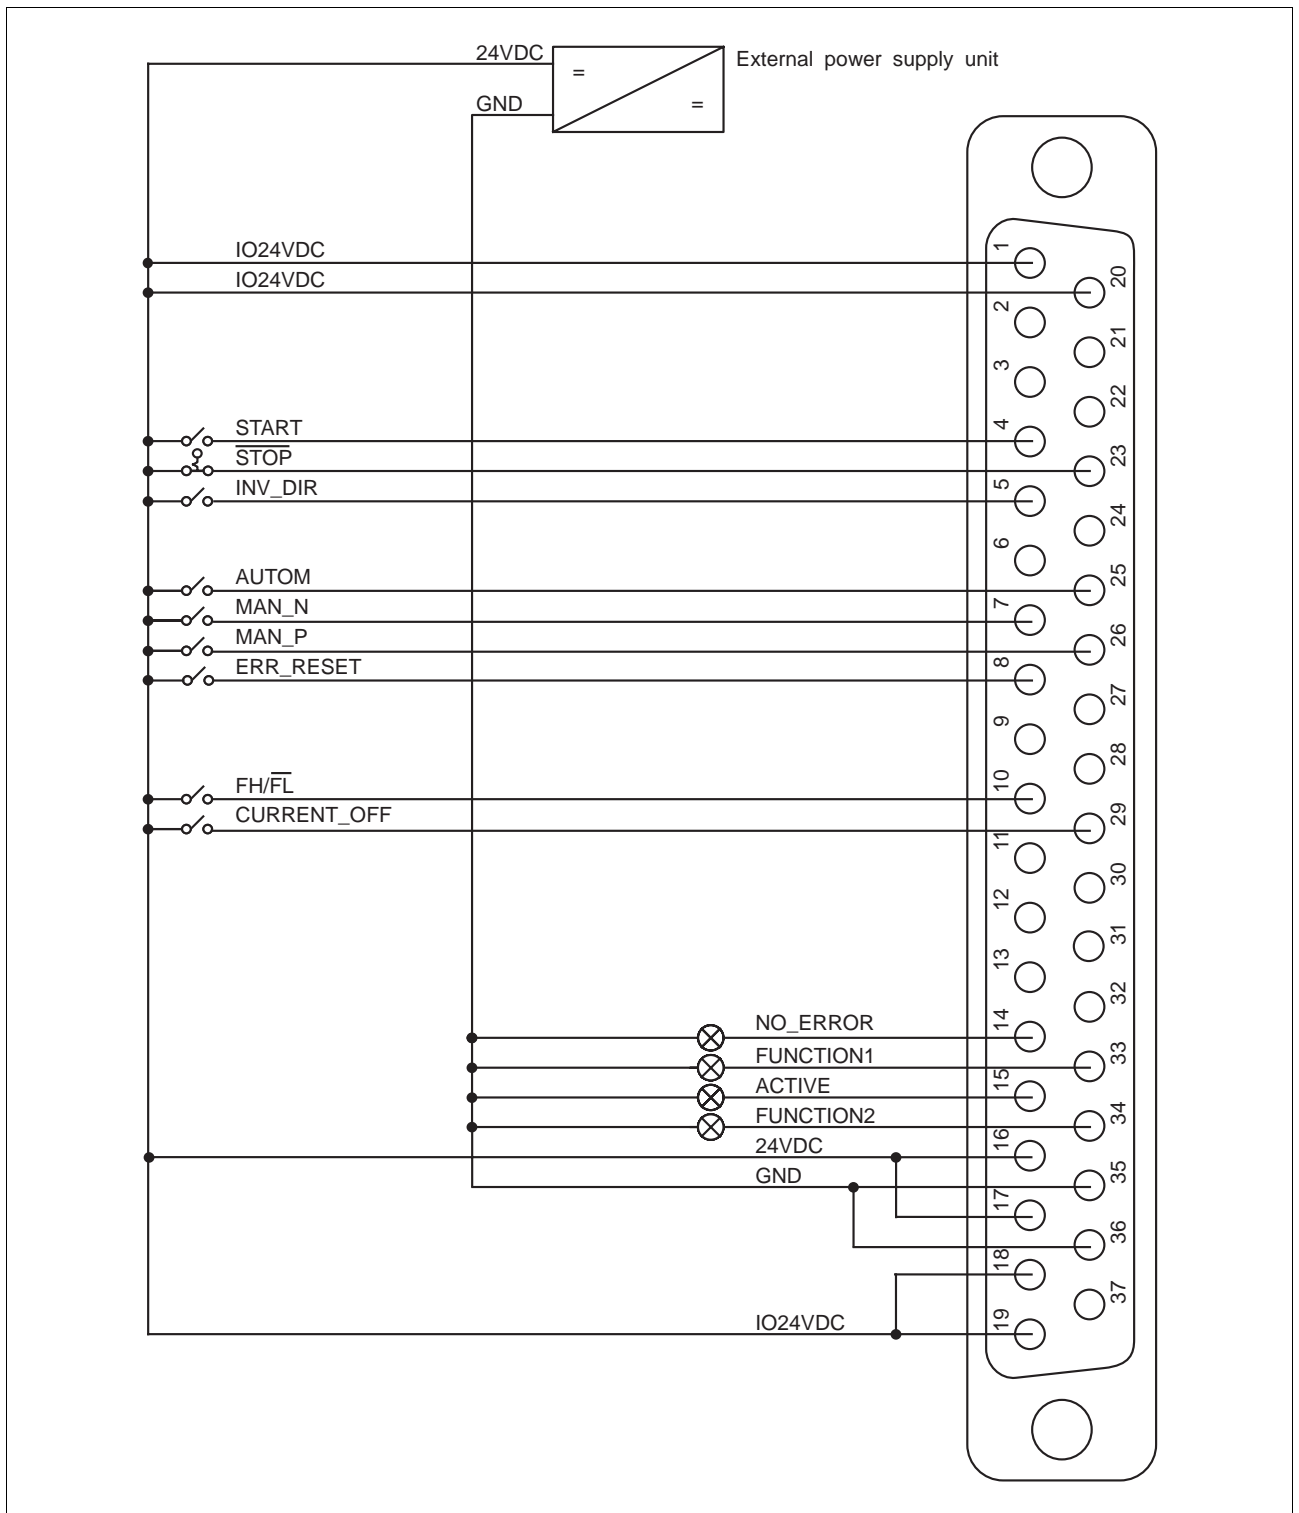 24VDC
External power supply unit
=
GND
=
IO24VDC
1
IO24VDC
20
2
21
3
22
START
4
S̅T̅O̅P̅
23
INV_DIR
5
24
6
AUTOM
25
MAN_N
7
MAN_P
26
ERR_RESET
8
27
9
28
FH/F̅L̅
10
CURRENT_OFF
29
11
30
12
31
13
32
NO_ERROR
14
FUNCTION1
33
ACTIVE
15
FUNCTION2
34
24VDC
16
GND
35
17
36
18
37
IO24VDC
19